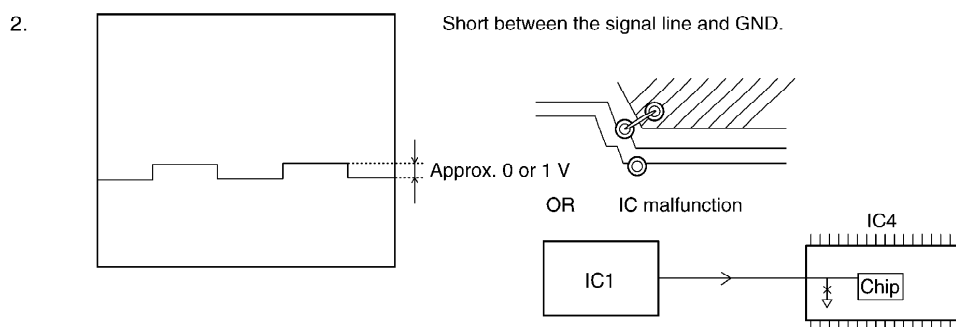 2.
Short between the signal line and GND.
Approx. 0 or 1 V
OR IC malfunction
IC4
IC1
Chip